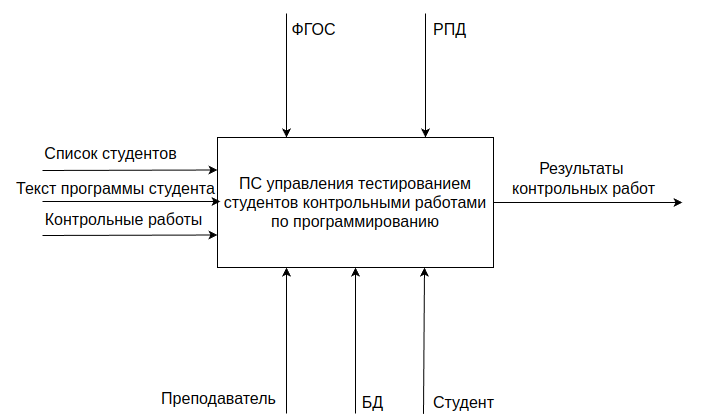 ФГОС
РПД
Список студентов
Текст программы студента
Контрольные работы
ПС управления тестированием
студентов контрольными работами
по программированию
Результаты
контрольных работ
Преподаватель
БД
Студент